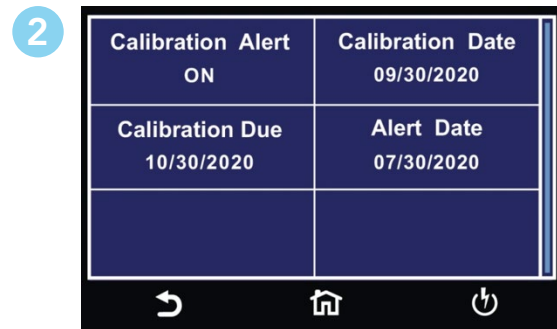 2
Calibration Alert
ON
Calibration Date
09/30/2020
Calibration Due
10/30/2020
Alert Date
07/30/2020